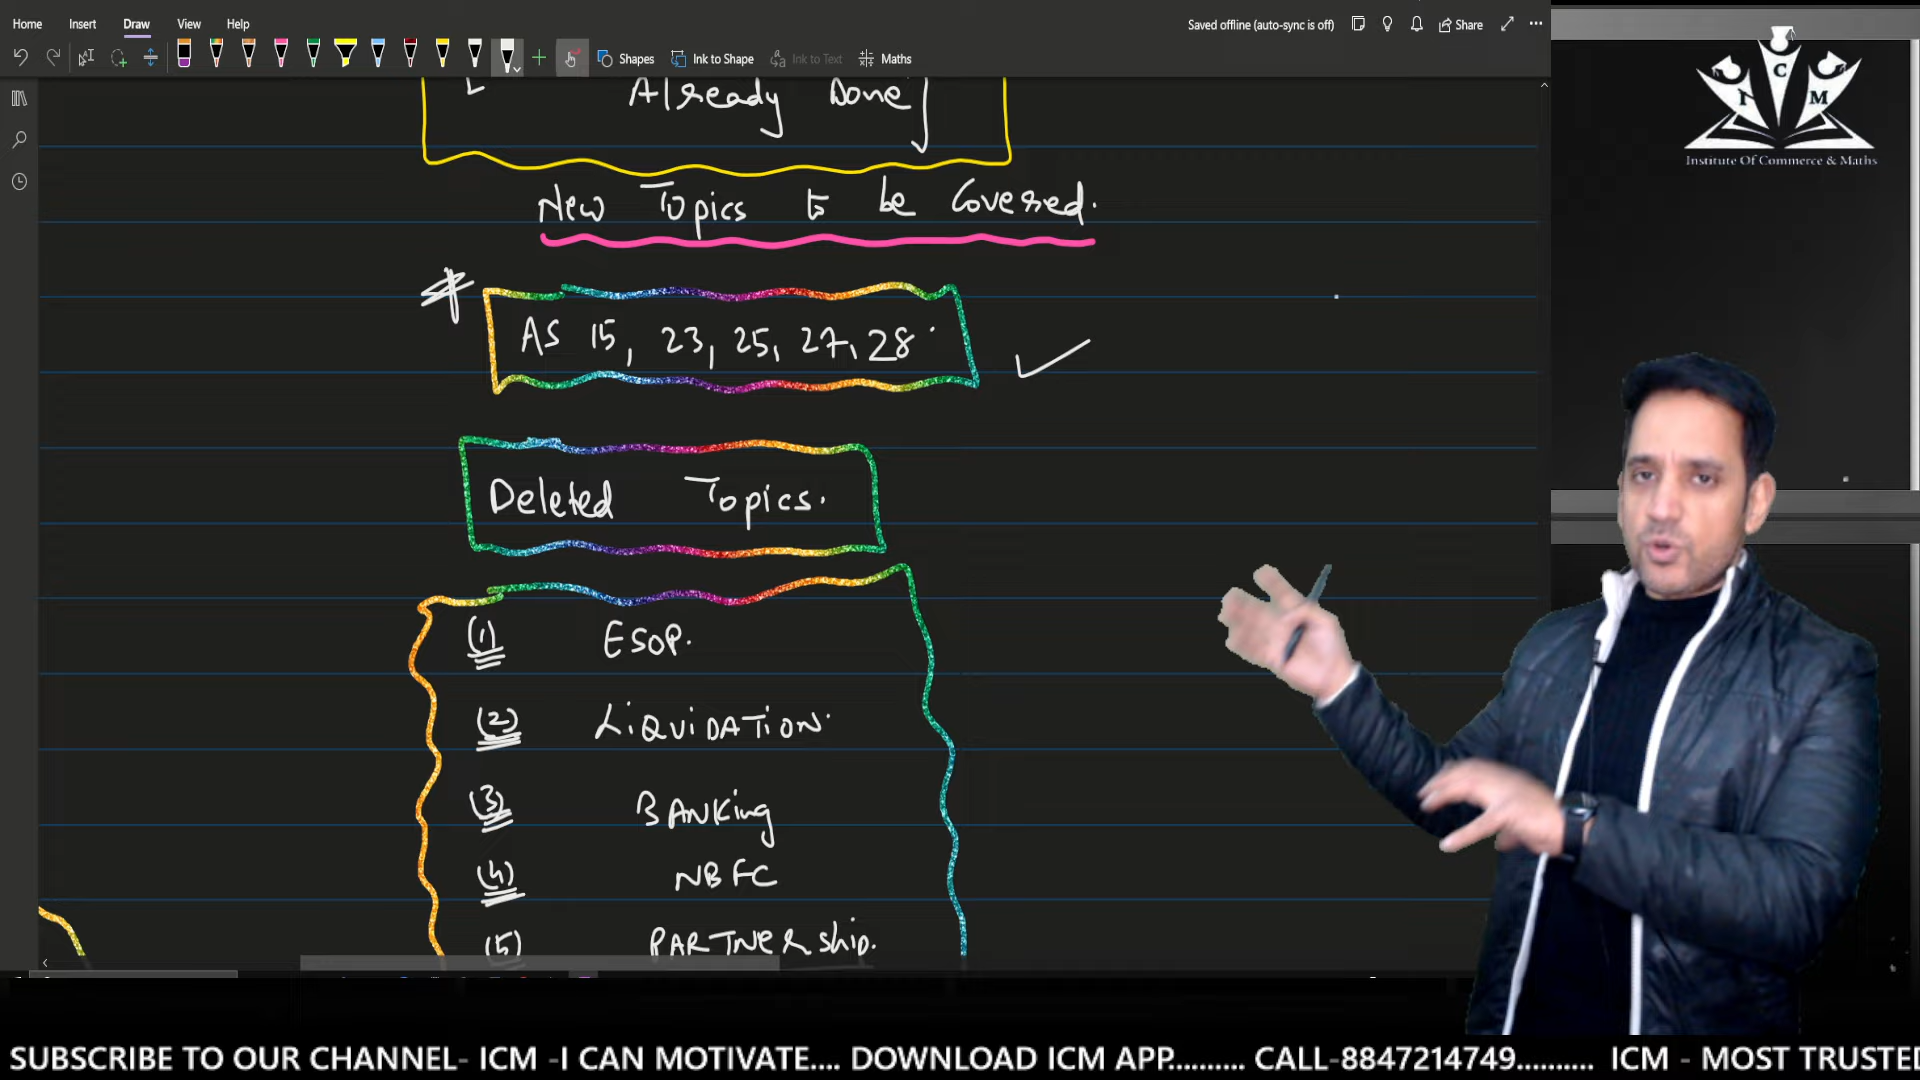 Home Insert Draw View Help
Saved offline (auto-sync is off) Share
Shapes Ink to Shape Ink to Text Maths
Already Done
New Topics to be Covered.
AS 15, 23, 25, 27, 28
Deleted Topics.
(1) ESOP.
(2) LiQUiDATiON.
(3) BANKing
(4) NBFC
(5) PARTNERship.
I C M
Institute Of Commerce & Maths
SUBSCRIBE TO OUR CHANNEL- ICM -I CAN MOTIVATE.... DOWNLOAD ICM APP.......... CALL-8847214749.......... ICM - MOST TRUSTED